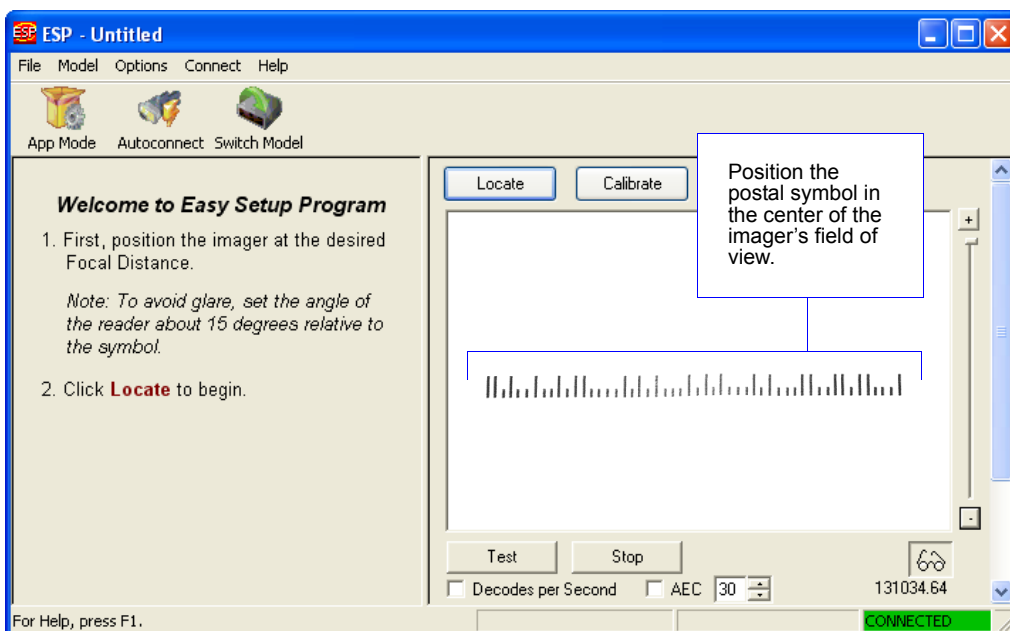 ESP - Untitled
File Model Options Connect Help
App Mode Autoconnect Switch Model
Welcome to Easy Setup Program
1. First, position the imager at the desired
Focal Distance.
Note: To avoid glare, set the angle of
the reader about 15 degrees relative to
the symbol.
2. Click Locate to begin.
Locate Calibrate
Position the
postal symbol in
the center of the
imager's field of
view.
+
-
Test Stop
Decodes per Second AEC 30
131034.64
For Help, press F1.
CONNECTED